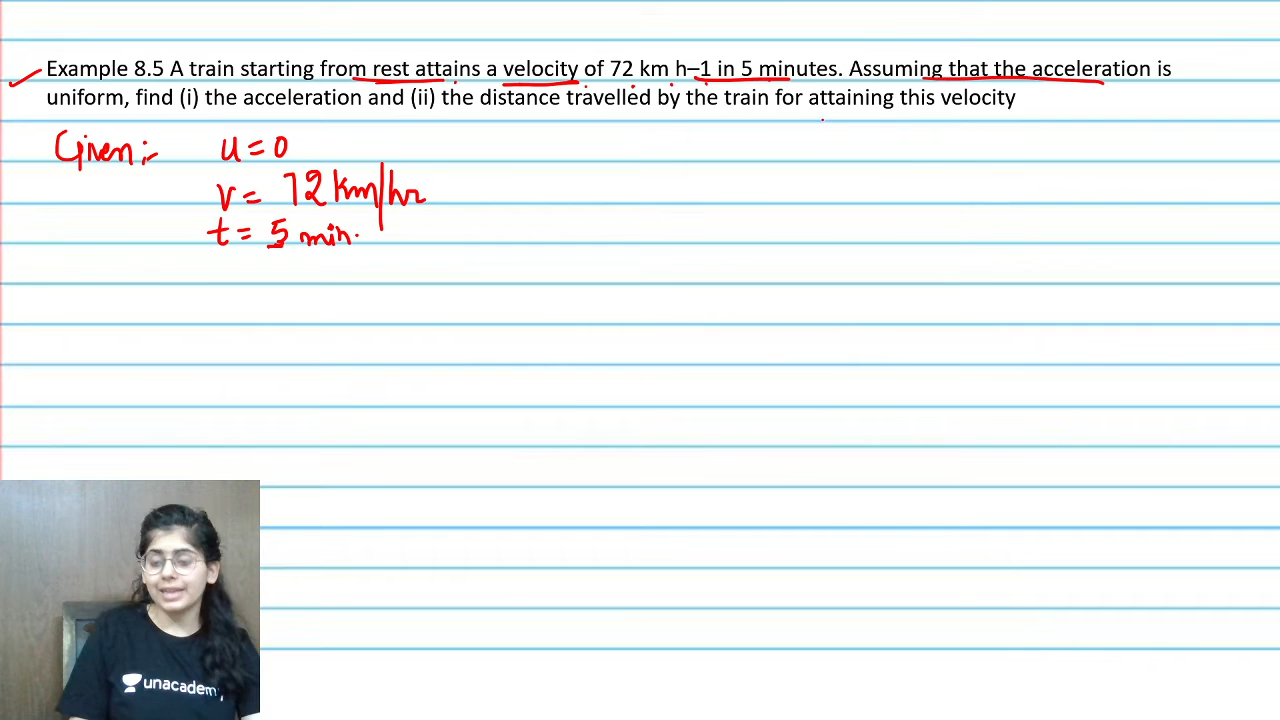 Example 8.5 A train starting from rest attains a velocity of 72 km h–1 in 5 minutes. Assuming that the acceleration is
uniform, find (i) the acceleration and (ii) the distance travelled by the train for attaining this velocity
Given:-
u = 0
v = 72 km/hr
t = 5 min.
unacademy